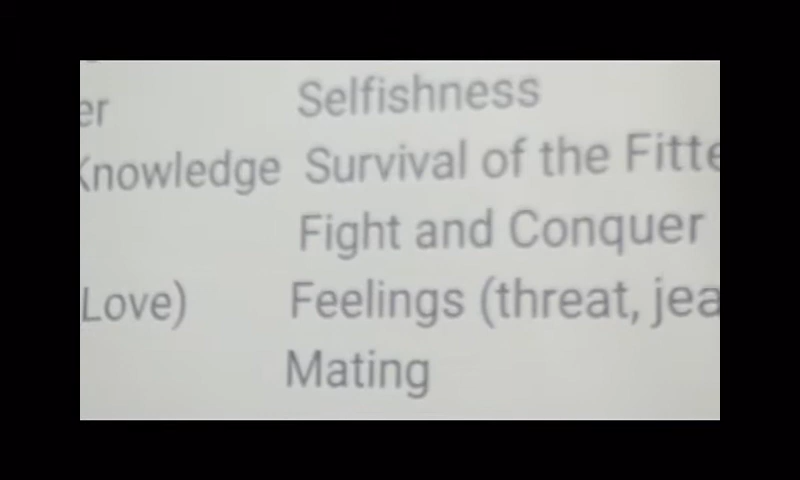 er Selfishness
Knowledge Survival of the Fitte
Fight and Conquer
Love) Feelings (threat, jea
Mating